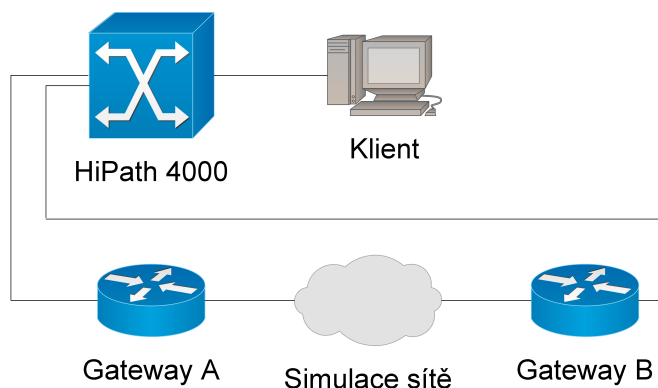 HiPath 4000
Klient
Gateway A
Simulace sítě
Gateway B